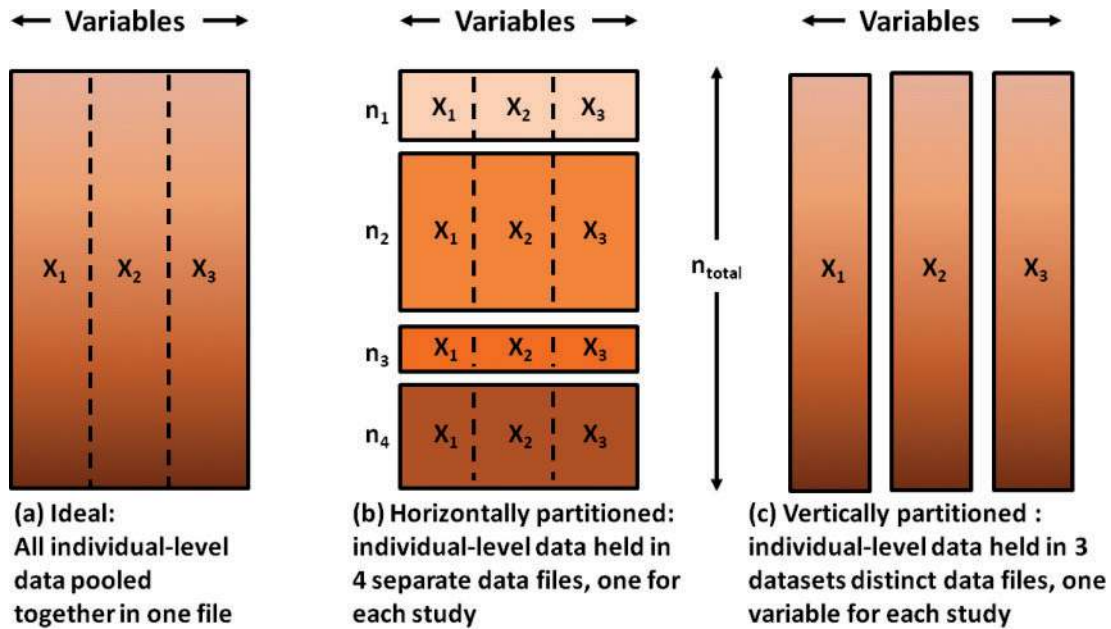 Variables
Variables
Variables
X₁ X₂ X₃
n₁ X₁ X₂ X₃
n₂ X₁ X₂ X₃
n₃ X₁ X₂ X₃
n₄ X₁ X₂ X₃
n_total
X₁ X₂ X₃
(a) Ideal:
All individual-level
data pooled
together in one file
(b) Horizontally partitioned:
individual-level data held in
4 separate data files, one for
each study
(c) Vertically partitioned :
individual-level data held in 3
datasets distinct data files, one
variable for each study